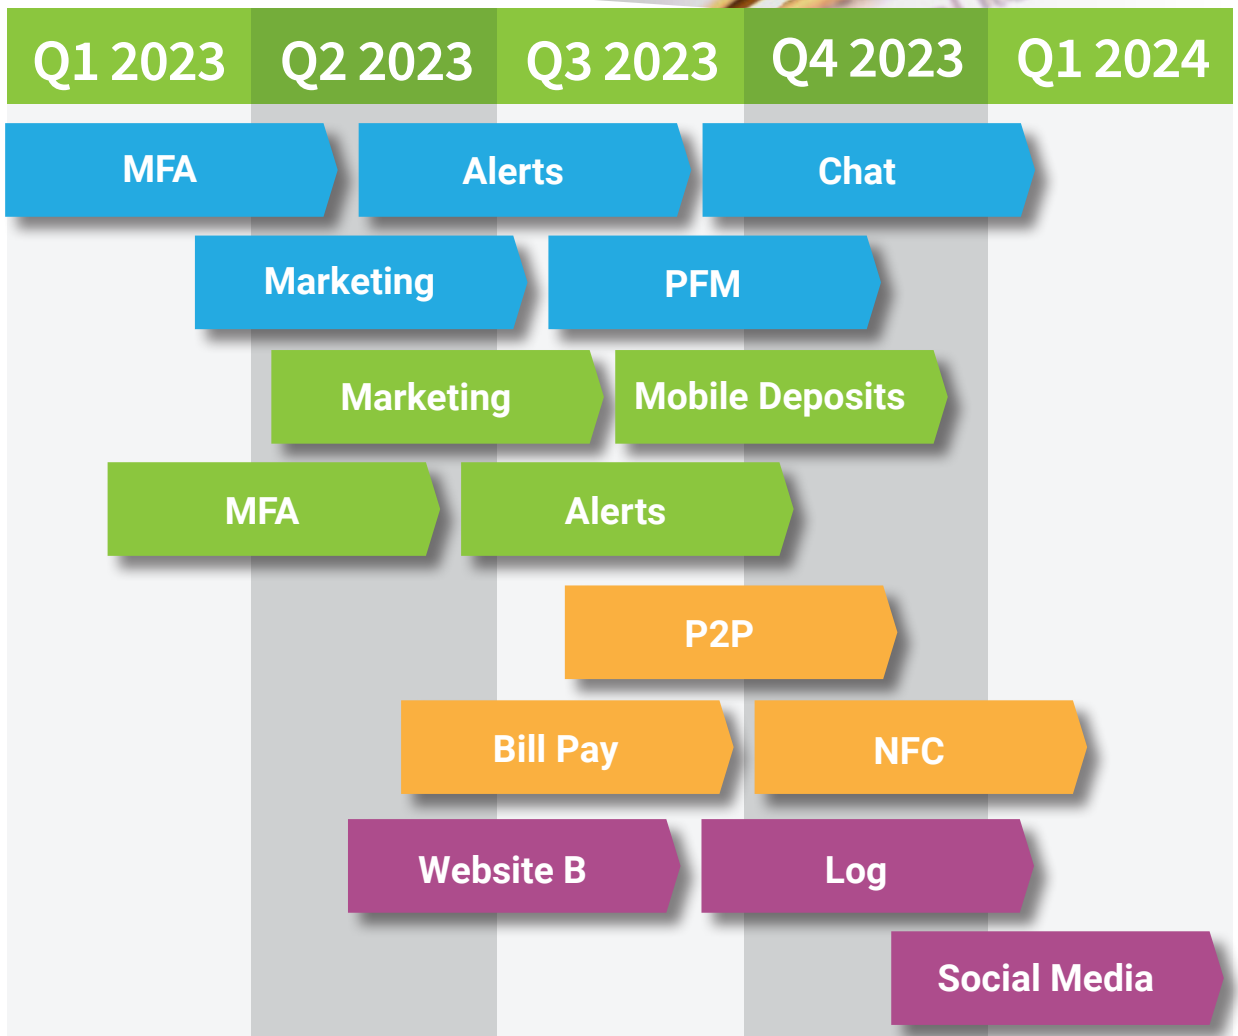 Q1 2023 Q2 2023 Q3 2023 Q4 2023 Q1 2024
MFA Alerts Chat
Marketing PFM
Marketing Mobile Deposits
MFA Alerts
P2P
Bill Pay NFC
Website B Log
Social Media